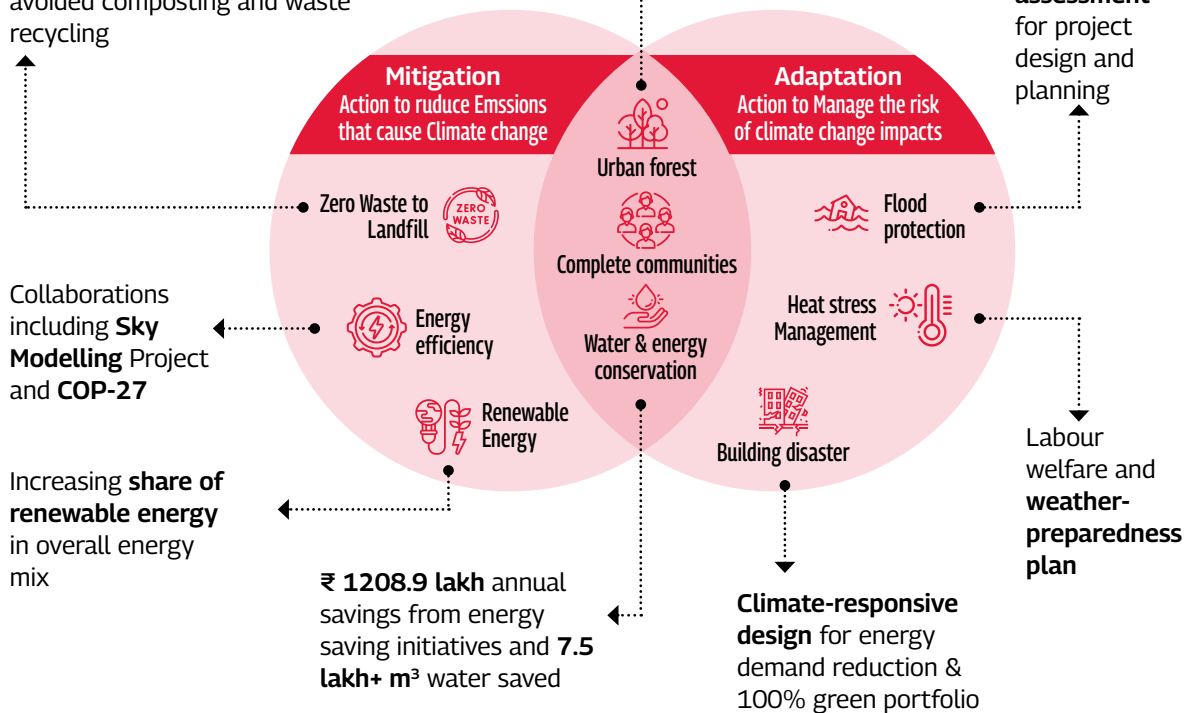 avoided composting and waste
recycling
assessment
for project
design and
planning
Mitigation
Action to ruduce Emssions
that cause Climate change
Adaptation
Action to Manage the risk
of climate change impacts
Urban forest
Zero Waste to
Landfill
ZERO
WASTE
Flood
protection
Complete communities
Collaborations
including Sky
Modelling Project
and COP-27
Energy
efficiency
Heat stress
Management
Water & energy
conservation
Renewable
Energy
Building disaster
Labour
welfare and
weather-
preparedness
plan
Increasing share of
renewable energy
in overall energy
mix
₹ 1208.9 lakh annual
savings from energy
saving initiatives and 7.5
lakh+ m³ water saved
Climate-responsive
design for energy
demand reduction &
100% green portfolio